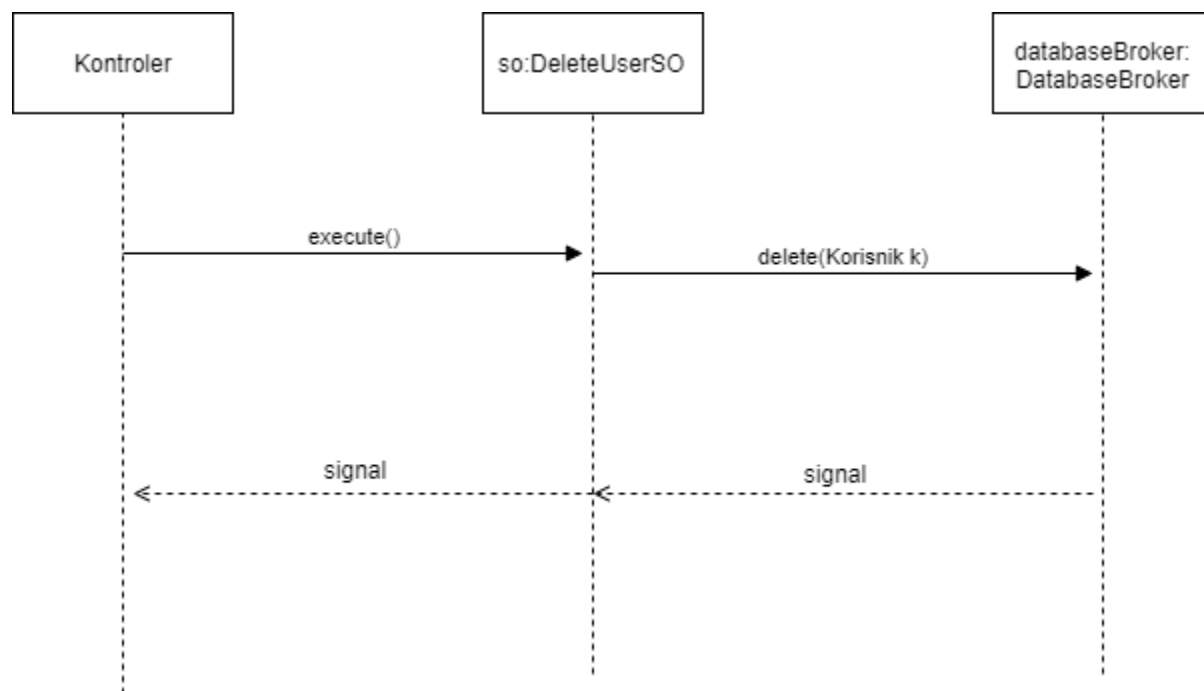 Kontroler
so:DeleteUserSO
databaseBroker:
DatabaseBroker
execute()
delete(Korisnik k)
signal
signal